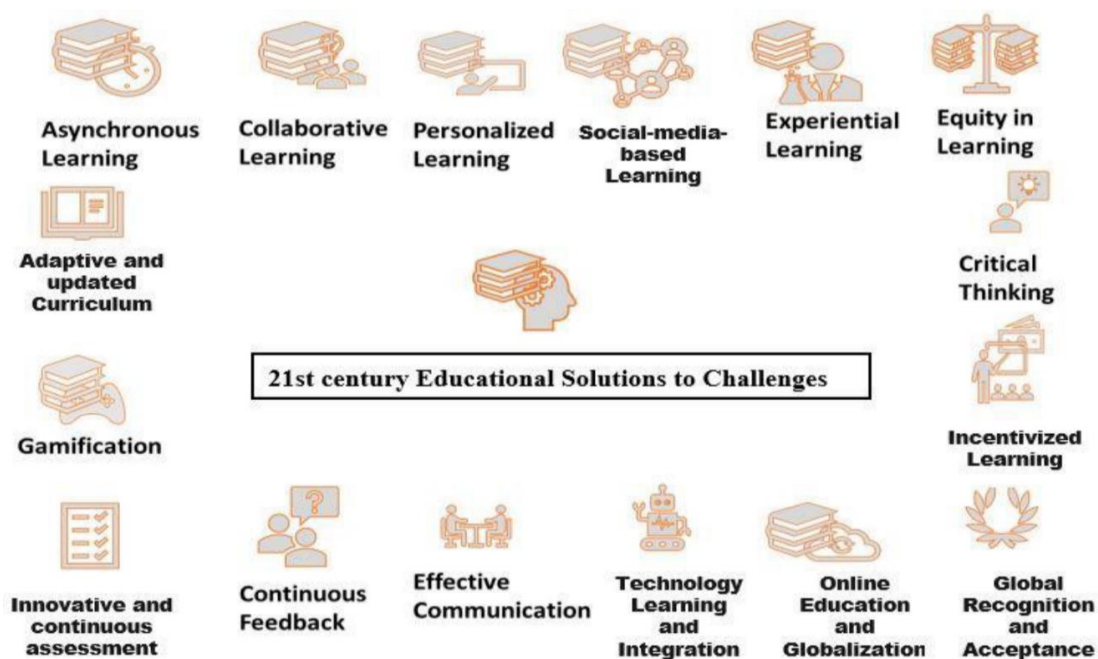 Asynchronous
Learning
Collaborative
Learning
Personalized
Learning
Social-media-
based
Learning
Experiential
Learning
Equity in
Learning
Adaptive and
updated
Curriculum
Critical
Thinking
21st century Educational Solutions to Challenges
Gamification
Incentivized
Learning
?
Innovative and
continuous
assessment
Continuous
Feedback
Effective
Communication
Technology
Learning
and
Integration
Online
Education
and
Globalization
Global
Recognition
and
Acceptance